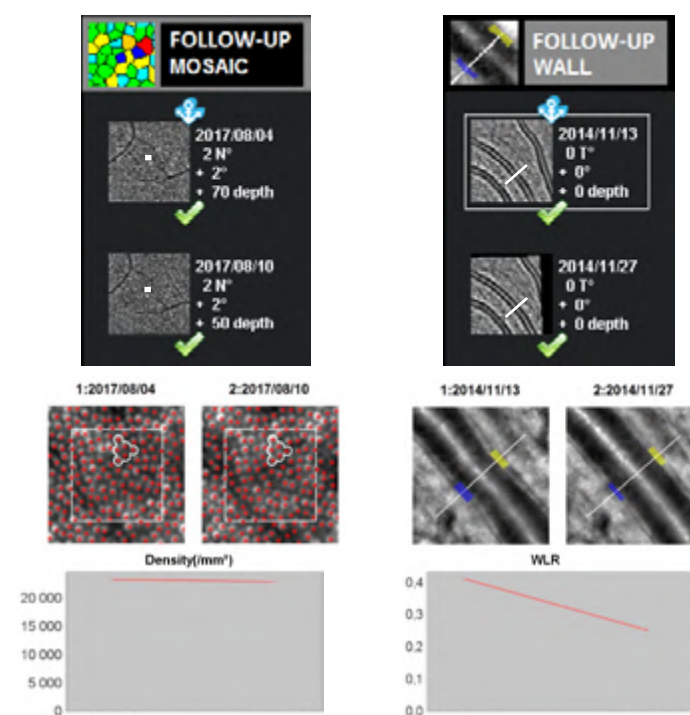 FOLLOW-UP
MOSAIC
2017/08/04
2 N°
+ 2°
+ 70 depth
2017/08/10
2 N°
+ 2°
+ 50 depth
1:2017/08/04
2:2017/08/10
Density(/mm²)
20 000
15 000
10 000
5 000
0
FOLLOW-UP
WALL
2014/11/13
0 T°
+ 0°
+ 0 depth
2014/11/27
0 T°
+ 0°
+ 0 depth
1:2014/11/13
2:2014/11/27
WLR
0,4
0,3
0,2
0,1
0,0